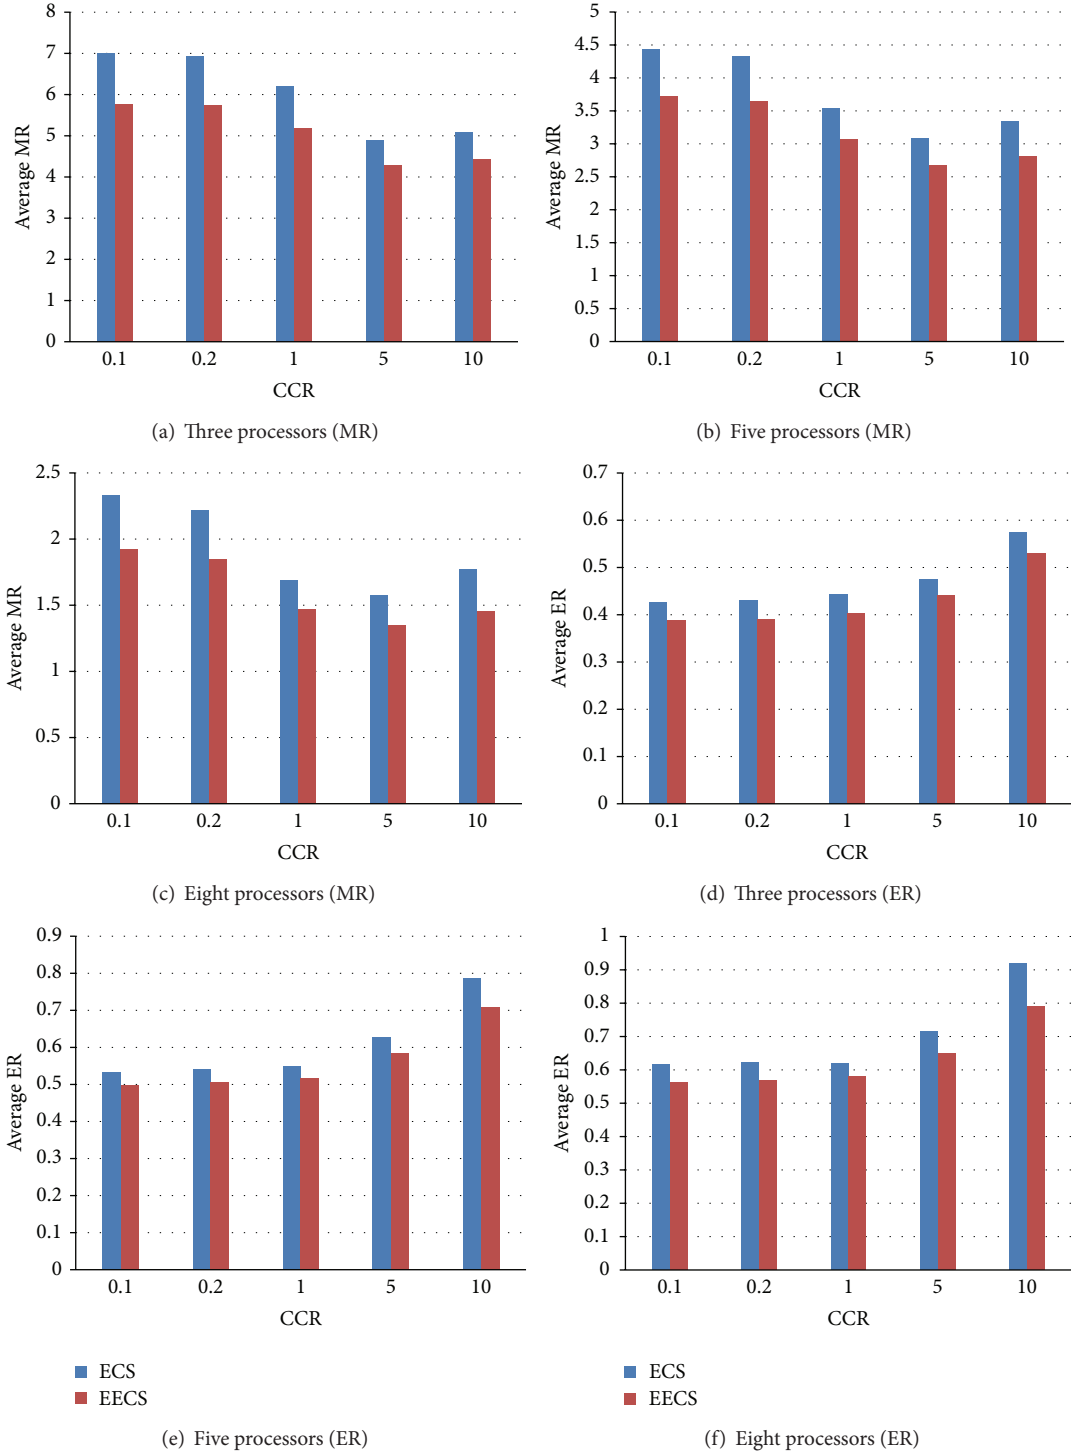 8
7
6
5
4
3
2
1
0
Average MR
0.1 0.2 1 5 10
CCR
(a) Three processors (MR)
5
4.5
4
3.5
3
2.5
2
1.5
1
0.5
0
Average MR
0.1 0.2 1 5 10
CCR
(b) Five processors (MR)
2.5
2
1.5
1
0.5
0
Average MR
0.1 0.2 1 5 10
CCR
(c) Eight processors (MR)
0.7
0.6
0.5
0.4
0.3
0.2
0.1
0
Average ER
0.1 0.2 1 5 10
CCR
(d) Three processors (ER)
0.9
0.8
0.7
0.6
0.5
0.4
0.3
0.2
0.1
0
Average ER
0.1 0.2 1 5 10
CCR
ECS
EECS
(e) Five processors (ER)
1
0.9
0.8
0.7
0.6
0.5
0.4
0.3
0.2
0.1
0
Average ER
0.1 0.2 1 5 10
CCR
ECS
EECS
(f) Eight processors (ER)